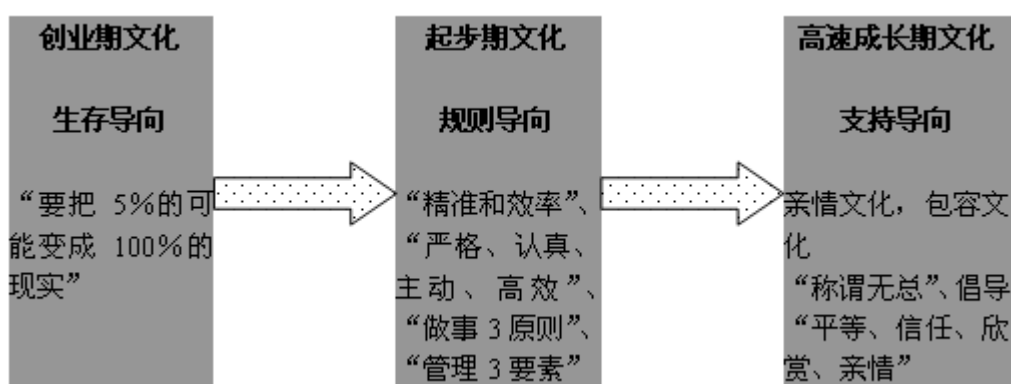 创业期文化
生存导向
“要把 5%的可
能变成 100%的
现实”
起步期文化
规则导向
“精准和效率”、
“严格、认真、
主动、高效”、
“做事 3 原则”、
“管理 3 要素”
高速成长期文化
支持导向
亲情文化，包容文
化
“称谓无总”、倡导
“平等、信任、欣
赏、亲情”